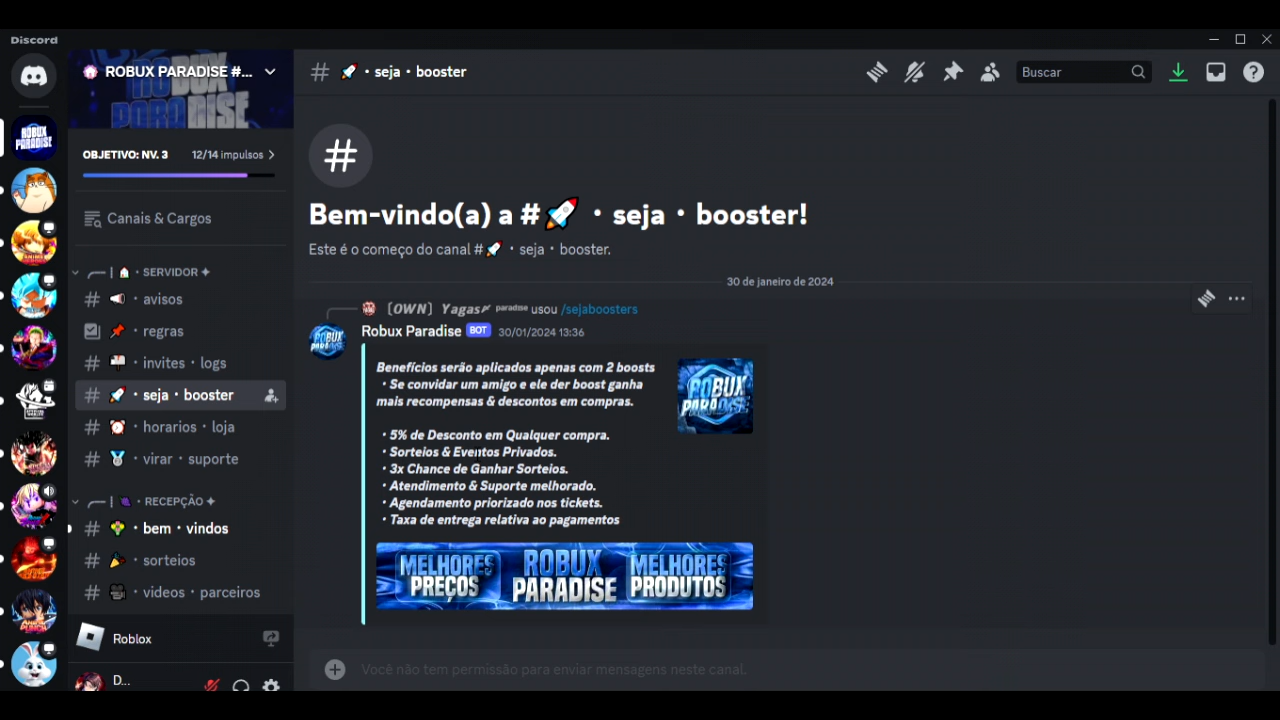 Discord
ROBUX PARADISE #...
ROBUX
PARADISE
OBJETIVO: NV. 3 12/14 impulsos
Canais & Cargos
SERVIDOR
avisos
regras
invites • logs
seja • booster
horarios • loja
virar • suporte
RECEPÇÃO
bem • vindos
sorteios
videos • parceiros
Roblox
D...
# 🚀 • seja • booster
Buscar
Bem-vindo(a) a #🚀 • seja • booster!
Este é o começo do canal #🚀 • seja • booster.
30 de janeiro de 2024
[OWN] Yagas paradise usou /sejaboosters
Robux Paradise BOT 30/01/2024 13:36
Benefícios serão aplicados apenas com 2 boosts
• Se convidar um amigo e ele der boost ganha
mais recompensas & descontos em compras.
• 5% de Desconto em Qualquer compra.
• Sorteios & Eventos Privados.
• 3x Chance de Ganhar Sorteios.
• Atendimento & Suporte melhorado.
• Agendamento priorizado nos tickets.
• Taxa de entrega relativa ao pagamentos
ROBUX
PARADISE
MELHORES
PREÇOS
ROBUX
PARADISE
MELHORES
PRODUTOS
Você não tem permissão para enviar mensagens neste canal.